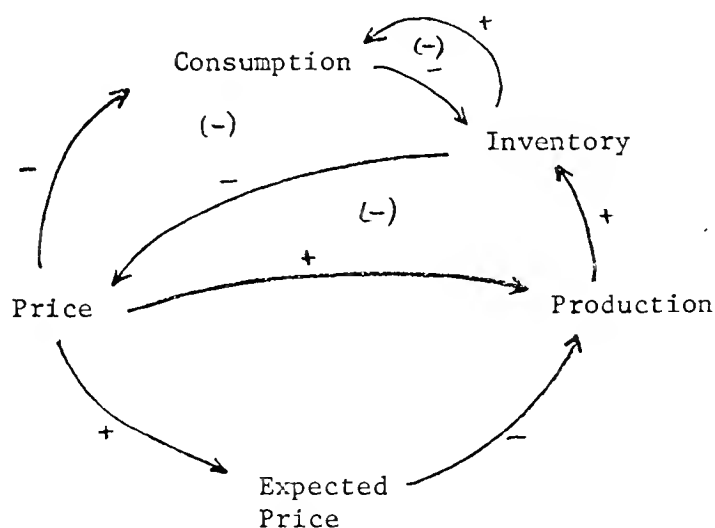 +
(-)
Consumption
-
(-)
Inventory
-
-
(-)
+
+
Price
Production
+
-
Expected
Price